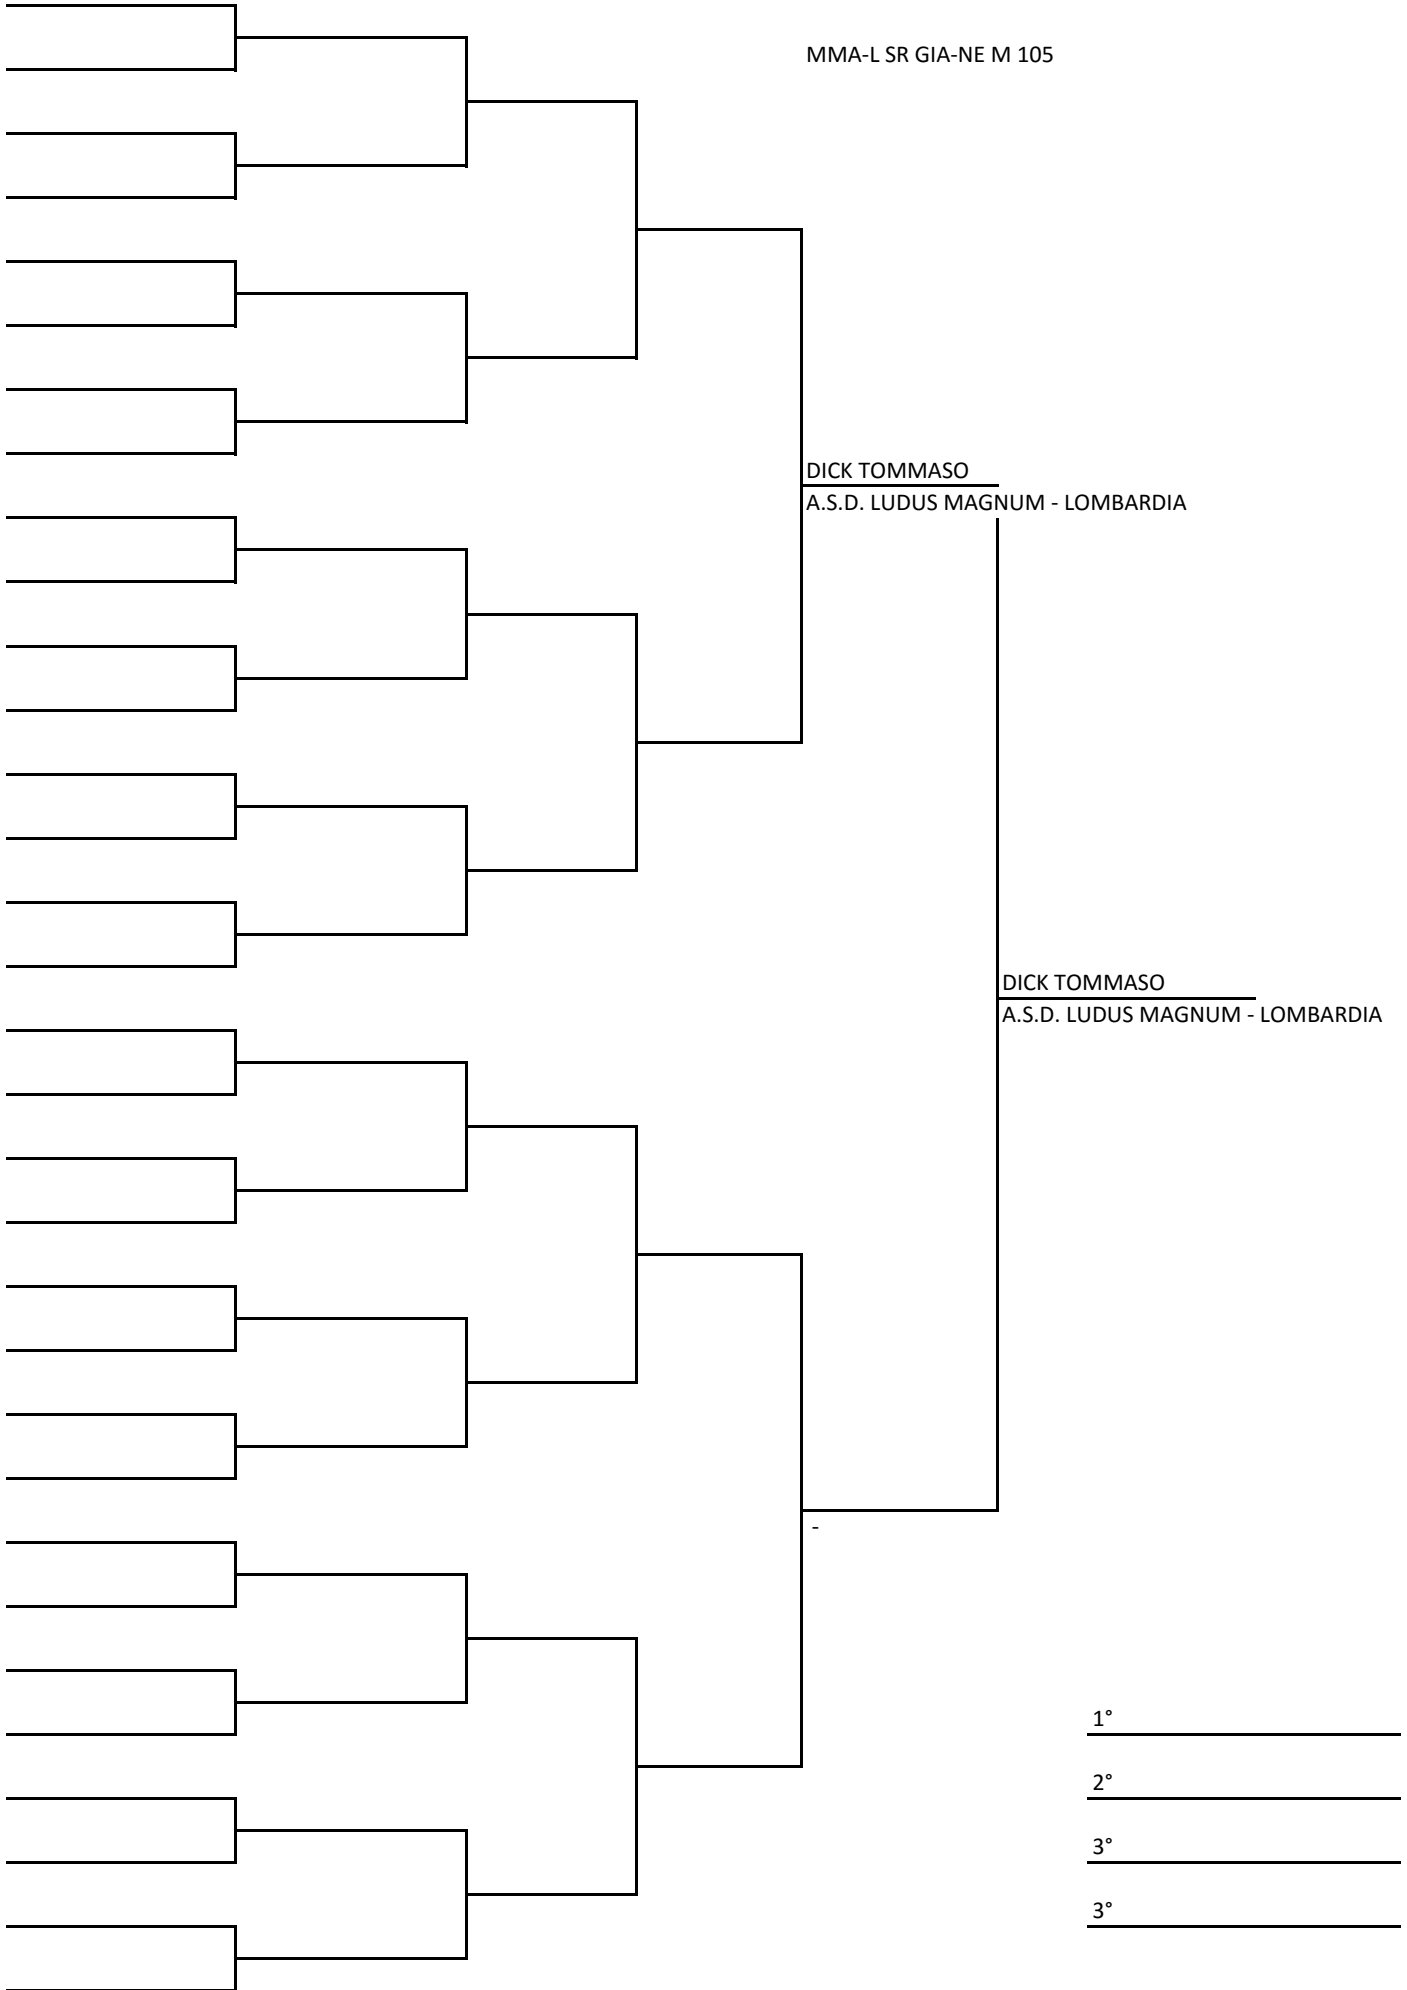 MMA-L SR GIA-NE M 105
DICK TOMMASO
A.S.D. LUDUS MAGNUM - LOMBARDIA
DICK TOMMASO
A.S.D. LUDUS MAGNUM - LOMBARDIA
-
1°
2°
3°
3°